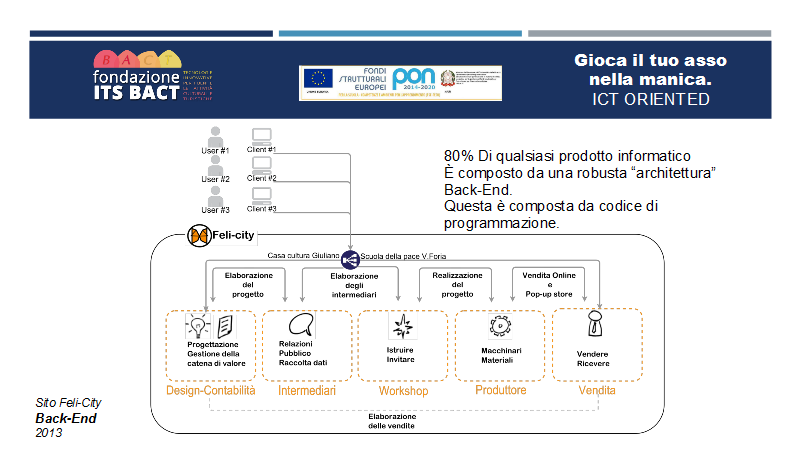 BACT
fondazione
ITS BACT
TECNOLOGIE
INNOVATIVE
FONDI
STRUTTURALI
EUROPEI
pon
2014-2020
Gioca il tuo asso
nella manica.
ICT ORIENTED
User #1
Client #1
User #2
Client #2
User #3
Client #3
80% Di qualsiasi prodotto informatico
È composto da una robusta “architettura”
Back-End.
Questa è composta da codice di
programmazione.
Feli-city
Casa cultura Giuliano
Scuola della pace V.Foria
Elaborazione
del
progetto
Elaborazione
degli
intermediari
Realizzazione
del
progetto
Vendita Online
e
Pop-up store
Progettazione
Gestione della
catena di valore
Relazioni
Pubblico
Raccolta dati
Istruire
Invitare
Macchinari
Materiali
Vendere
Ricevere
Design-Contabilità
Intermediari
Workshop
Produttore
Vendita
Elaborazione
delle vendite
Sito Feli-City
Back-End
2013